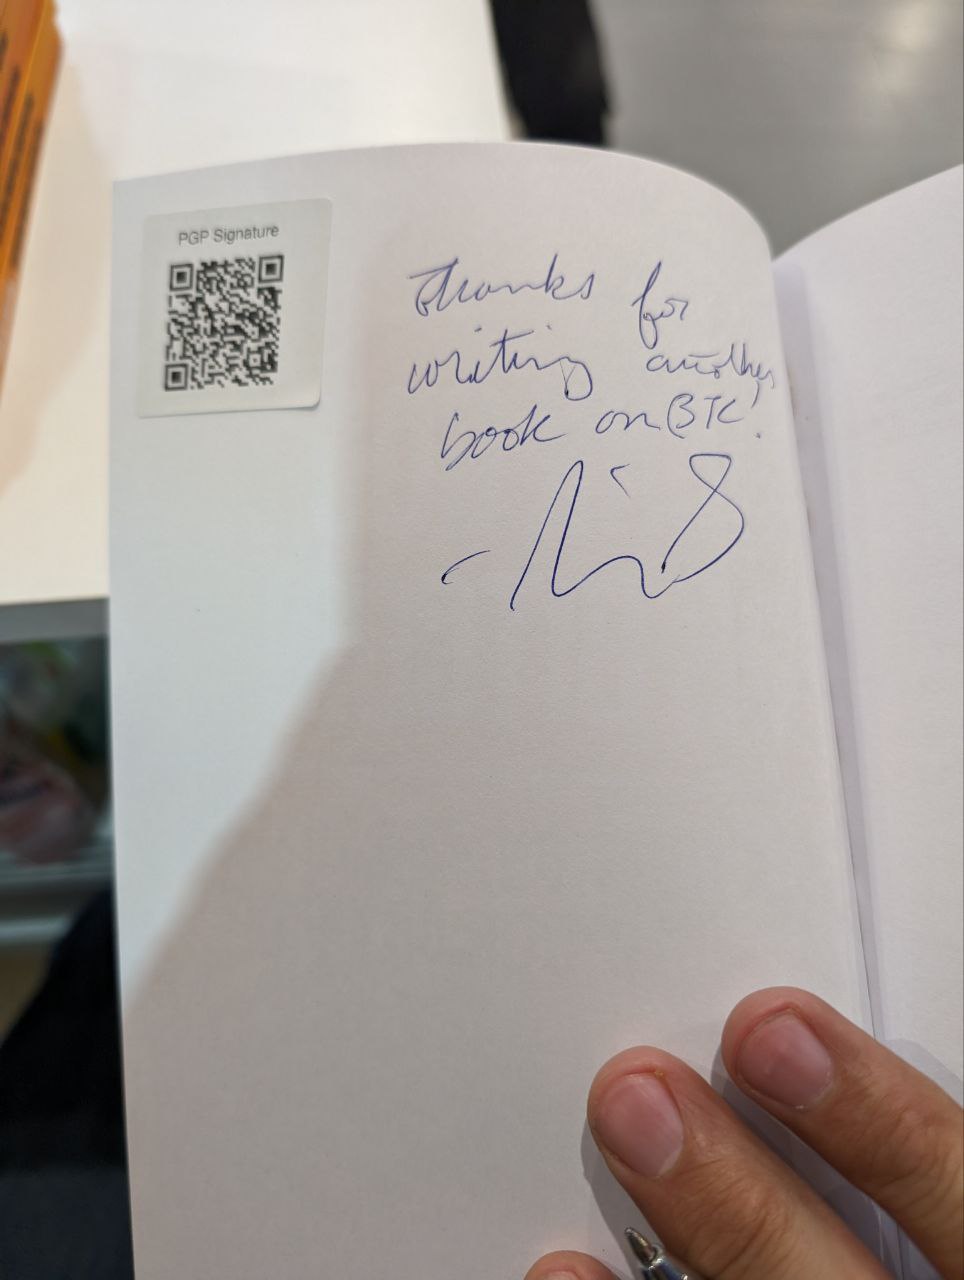 PGP Signature
Thanks for
writing another
book on BTC!